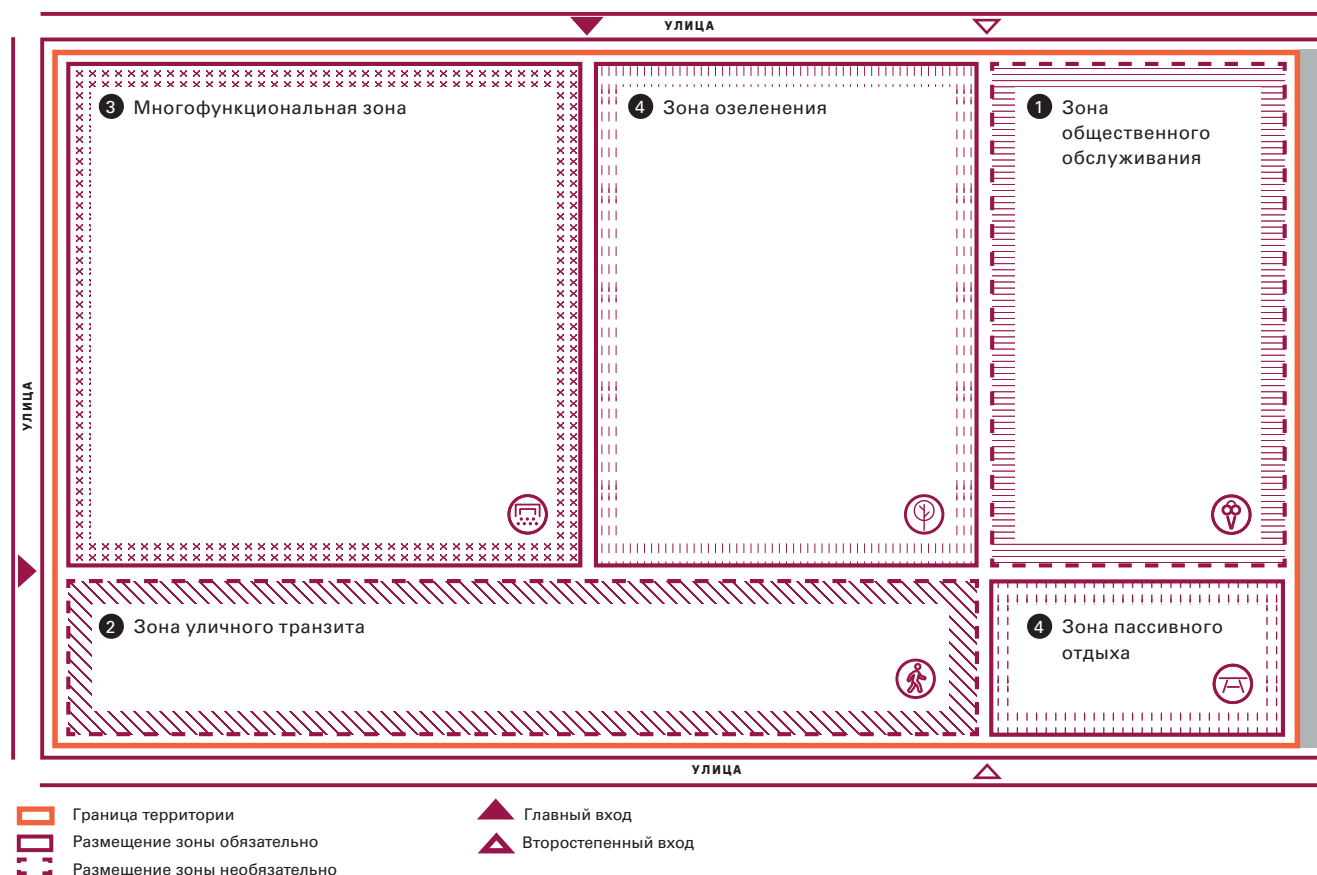 УЛИЦА
3 Многофункциональная зона
4 Зона озеленения
1 Зона
общественного
обслуживания
УЛИЦА
2 Зона уличного транзита
4 Зона пассивного
отдыха
УЛИЦА
Граница территории
Размещение зоны обязательно
Размещение зоны необязательно
Главный вход
Второстепенный вход